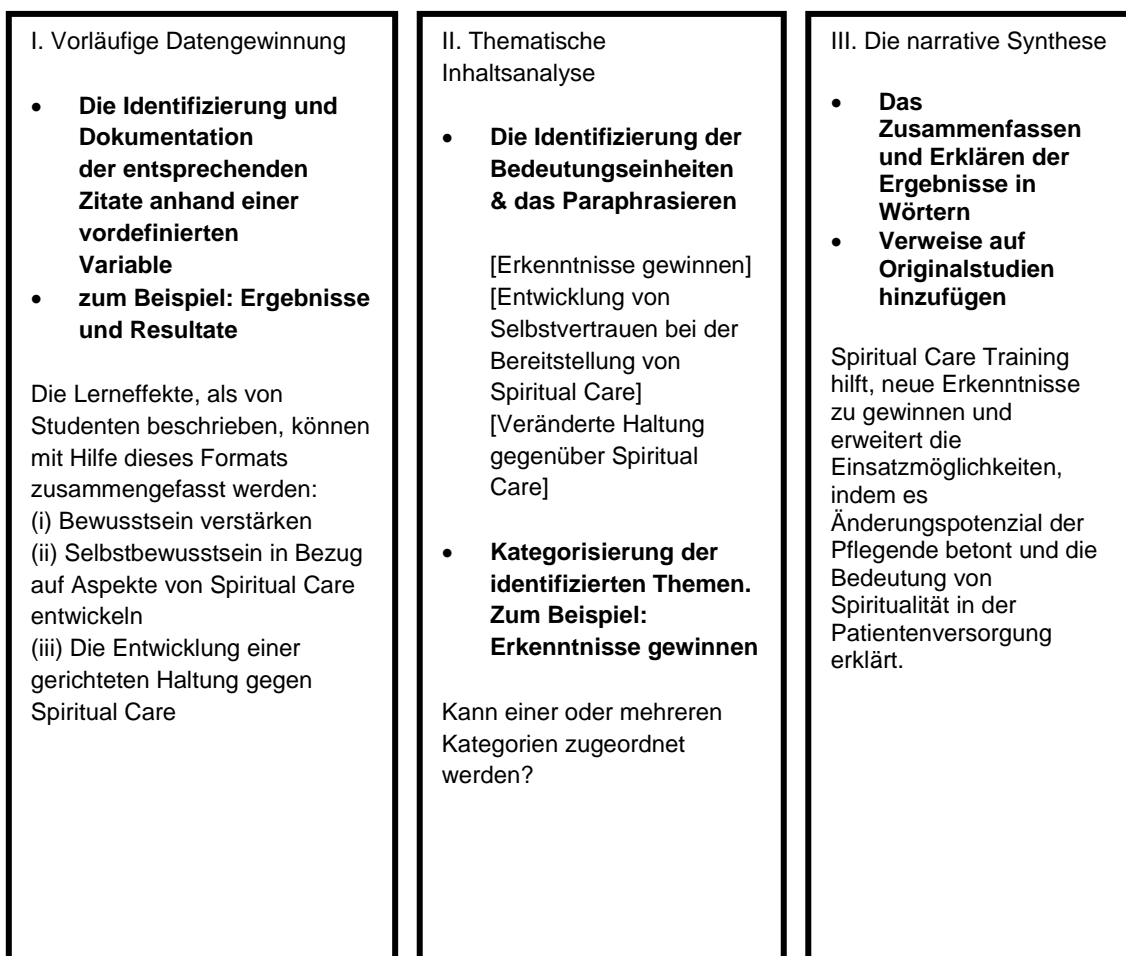 I. Vorläufige Datengewinnung
• Die Identifizierung und
Dokumentation
der entsprechenden
Zitate anhand einer
vordefinierten
Variable
• zum Beispiel: Ergebnisse
und Resultate
Die Lerneffekte, als von
Studenten beschrieben, können
mit Hilfe dieses Formats
zusammengefasst werden:
(i) Bewusstsein verstärken
(ii) Selbstbewusstsein in Bezug
auf Aspekte von Spiritual Care
entwickeln
(iii) Die Entwicklung einer
gerichteten Haltung gegen
Spiritual Care
II. Thematische
Inhaltsanalyse
• Die Identifizierung der
Bedeutungseinheiten
& das Paraphrasieren
[Erkenntnisse gewinnen]
[Entwicklung von
Selbstvertrauen bei der
Bereitstellung von
Spiritual Care]
[Veränderte Haltung
gegenüber Spiritual
Care]
• Kategorisierung der
identifizierten Themen.
Zum Beispiel:
Erkenntnisse gewinnen
Kann einer oder mehreren
Kategorien zugeordnet
werden?
III. Die narrative Synthese
• Das
Zusammenfassen
und Erklären der
Ergebnisse in
Wörtern
• Verweise auf
Originalstudien
hinzufügen
Spiritual Care Training
hilft, neue Erkenntnisse
zu gewinnen und
erweitert die
Einsatzmöglichkeiten,
indem es
Änderungspotenzial der
Pflegende betont und die
Bedeutung von
Spiritualität in der
Patientenversorgung
erklärt.